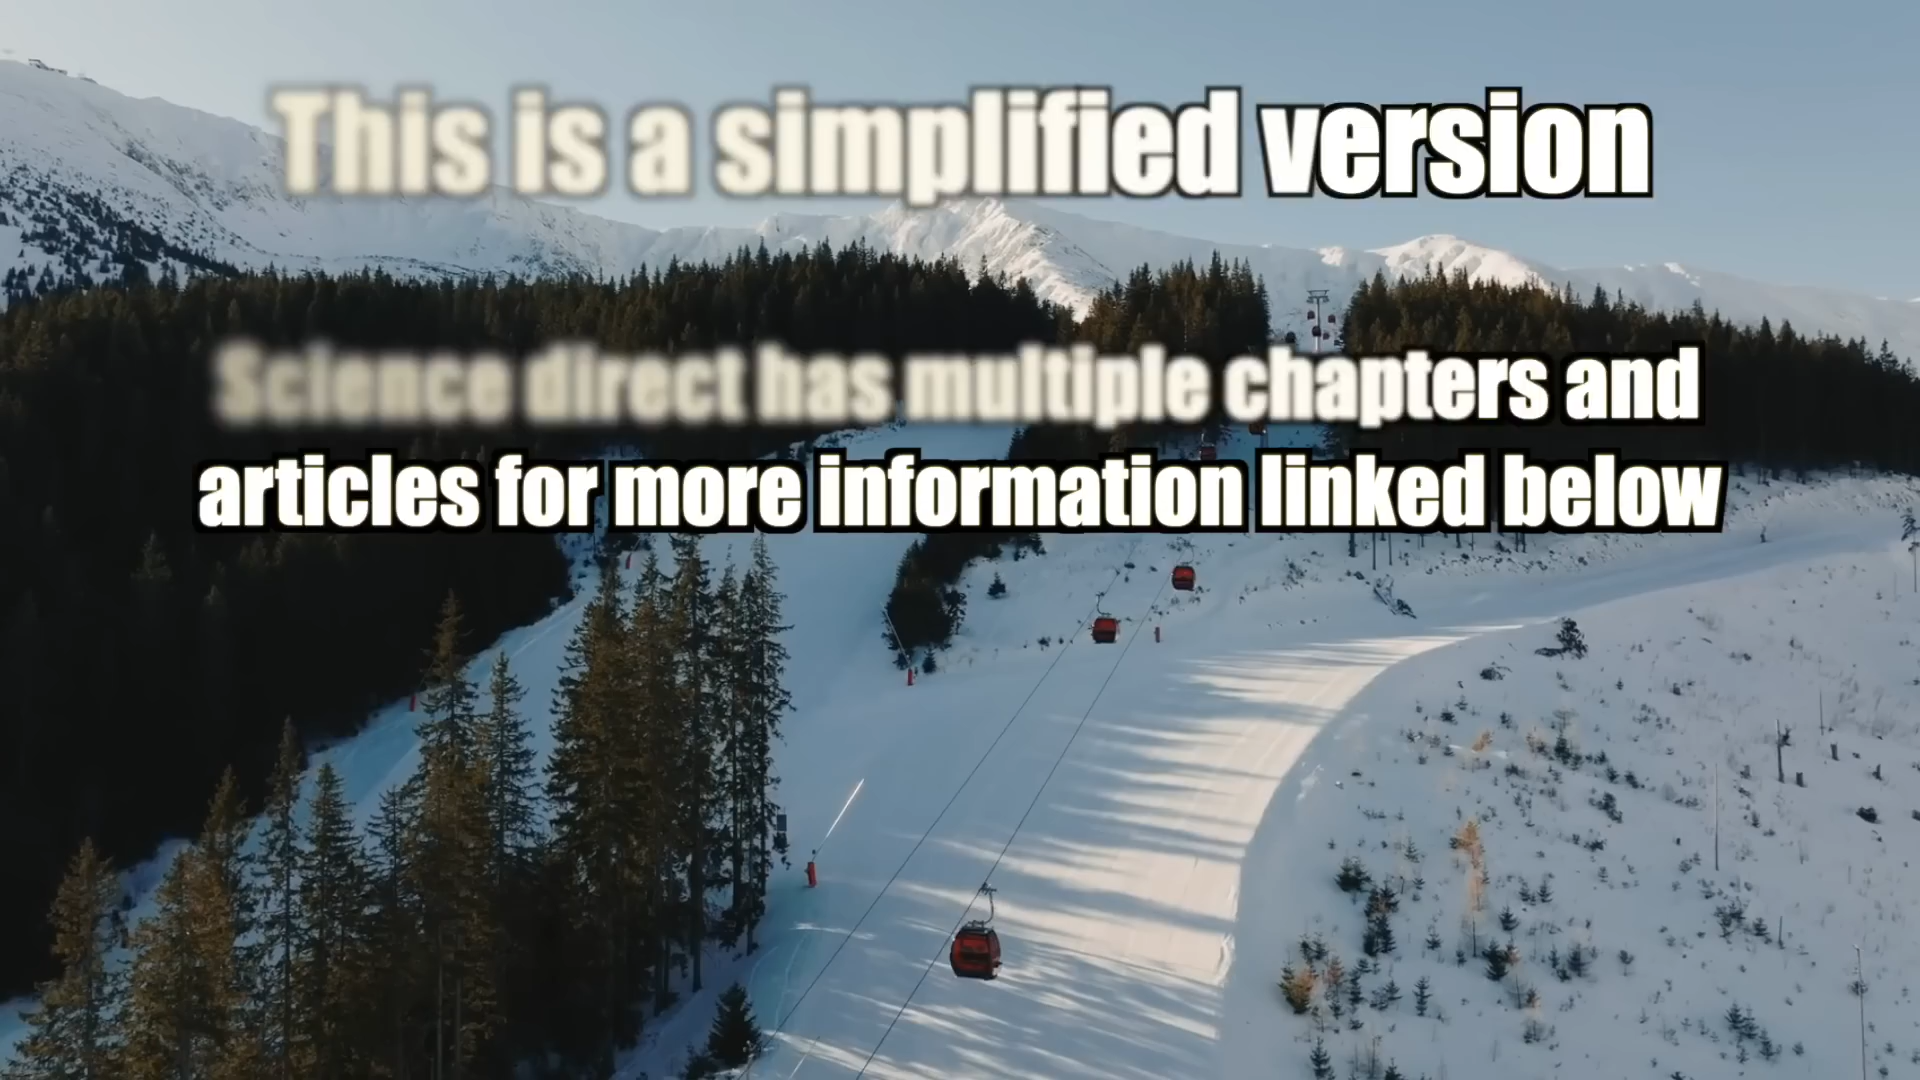 This is a simplified version
Science direct has multiple chapters and
articles for more information linked below